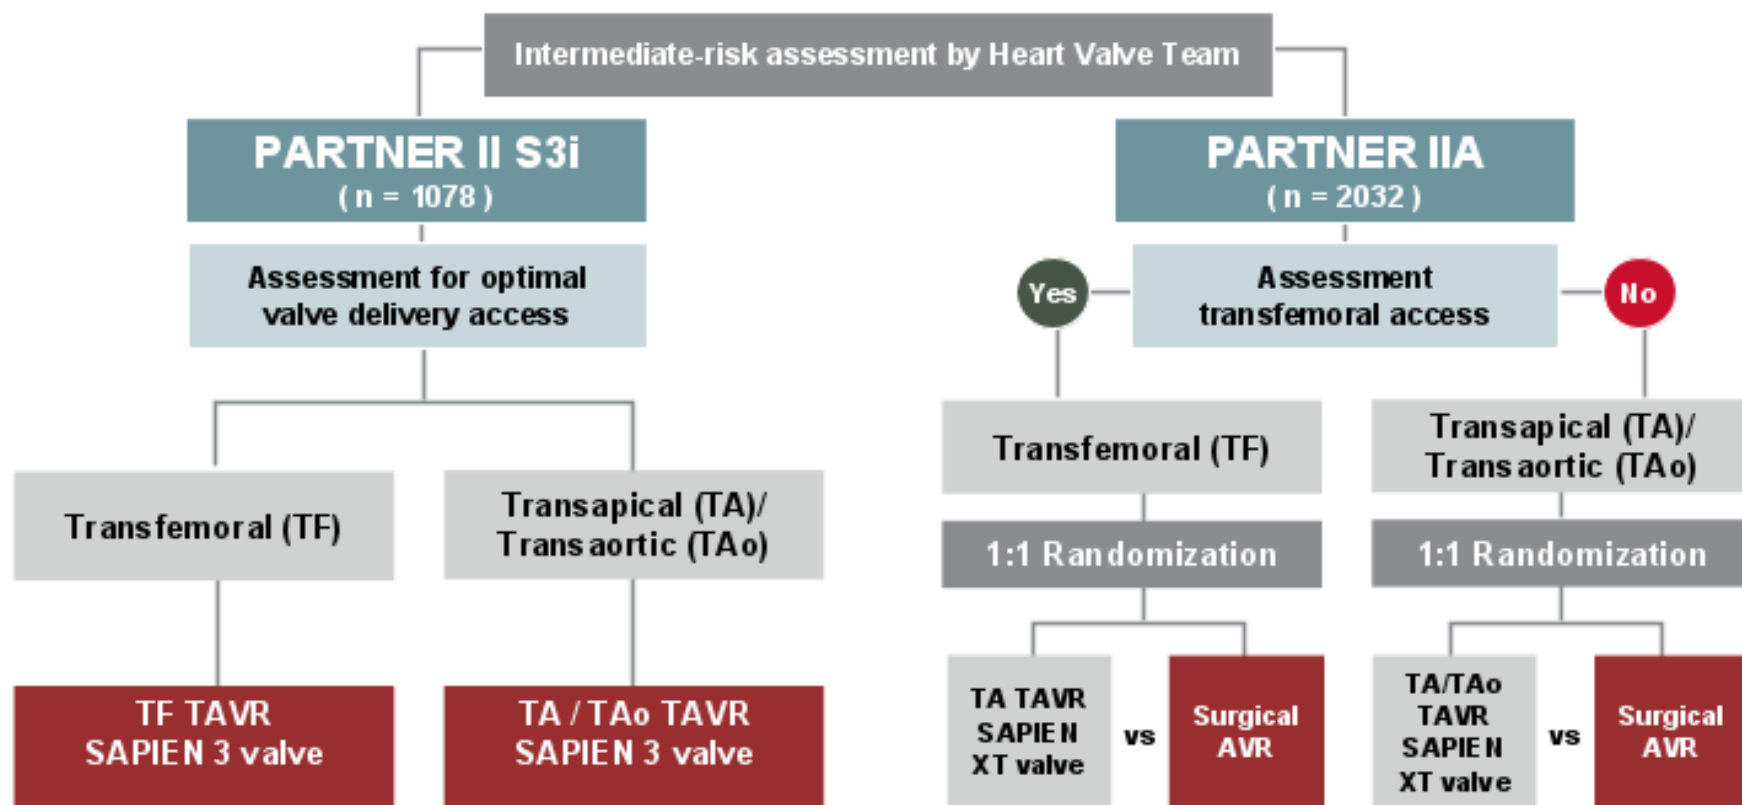 Intermediate-risk assessment by Heart Valve Team
PARTNER II S3i
( n = 1078 )
Assessment for optimal
valve delivery access
Transfemoral (TF)
Transapical (TA)/
Transaortic (TAo)
TF TAVR
SAPIEN 3 valve
TA / TAo TAVR
SAPIEN 3 valve
PARTNER IIA
( n = 2032 )
Yes
Assessment
transfemoral access
No
Transfemoral (TF)
Transapical (TA)/
Transaortic (TAo)
1:1 Randomization
1:1 Randomization
TA TAVR
SAPIEN
XT valve
vs
Surgical
AVR
TA/TAo
TAVR
SAPIEN
XT valve
vs
Surgical
AVR